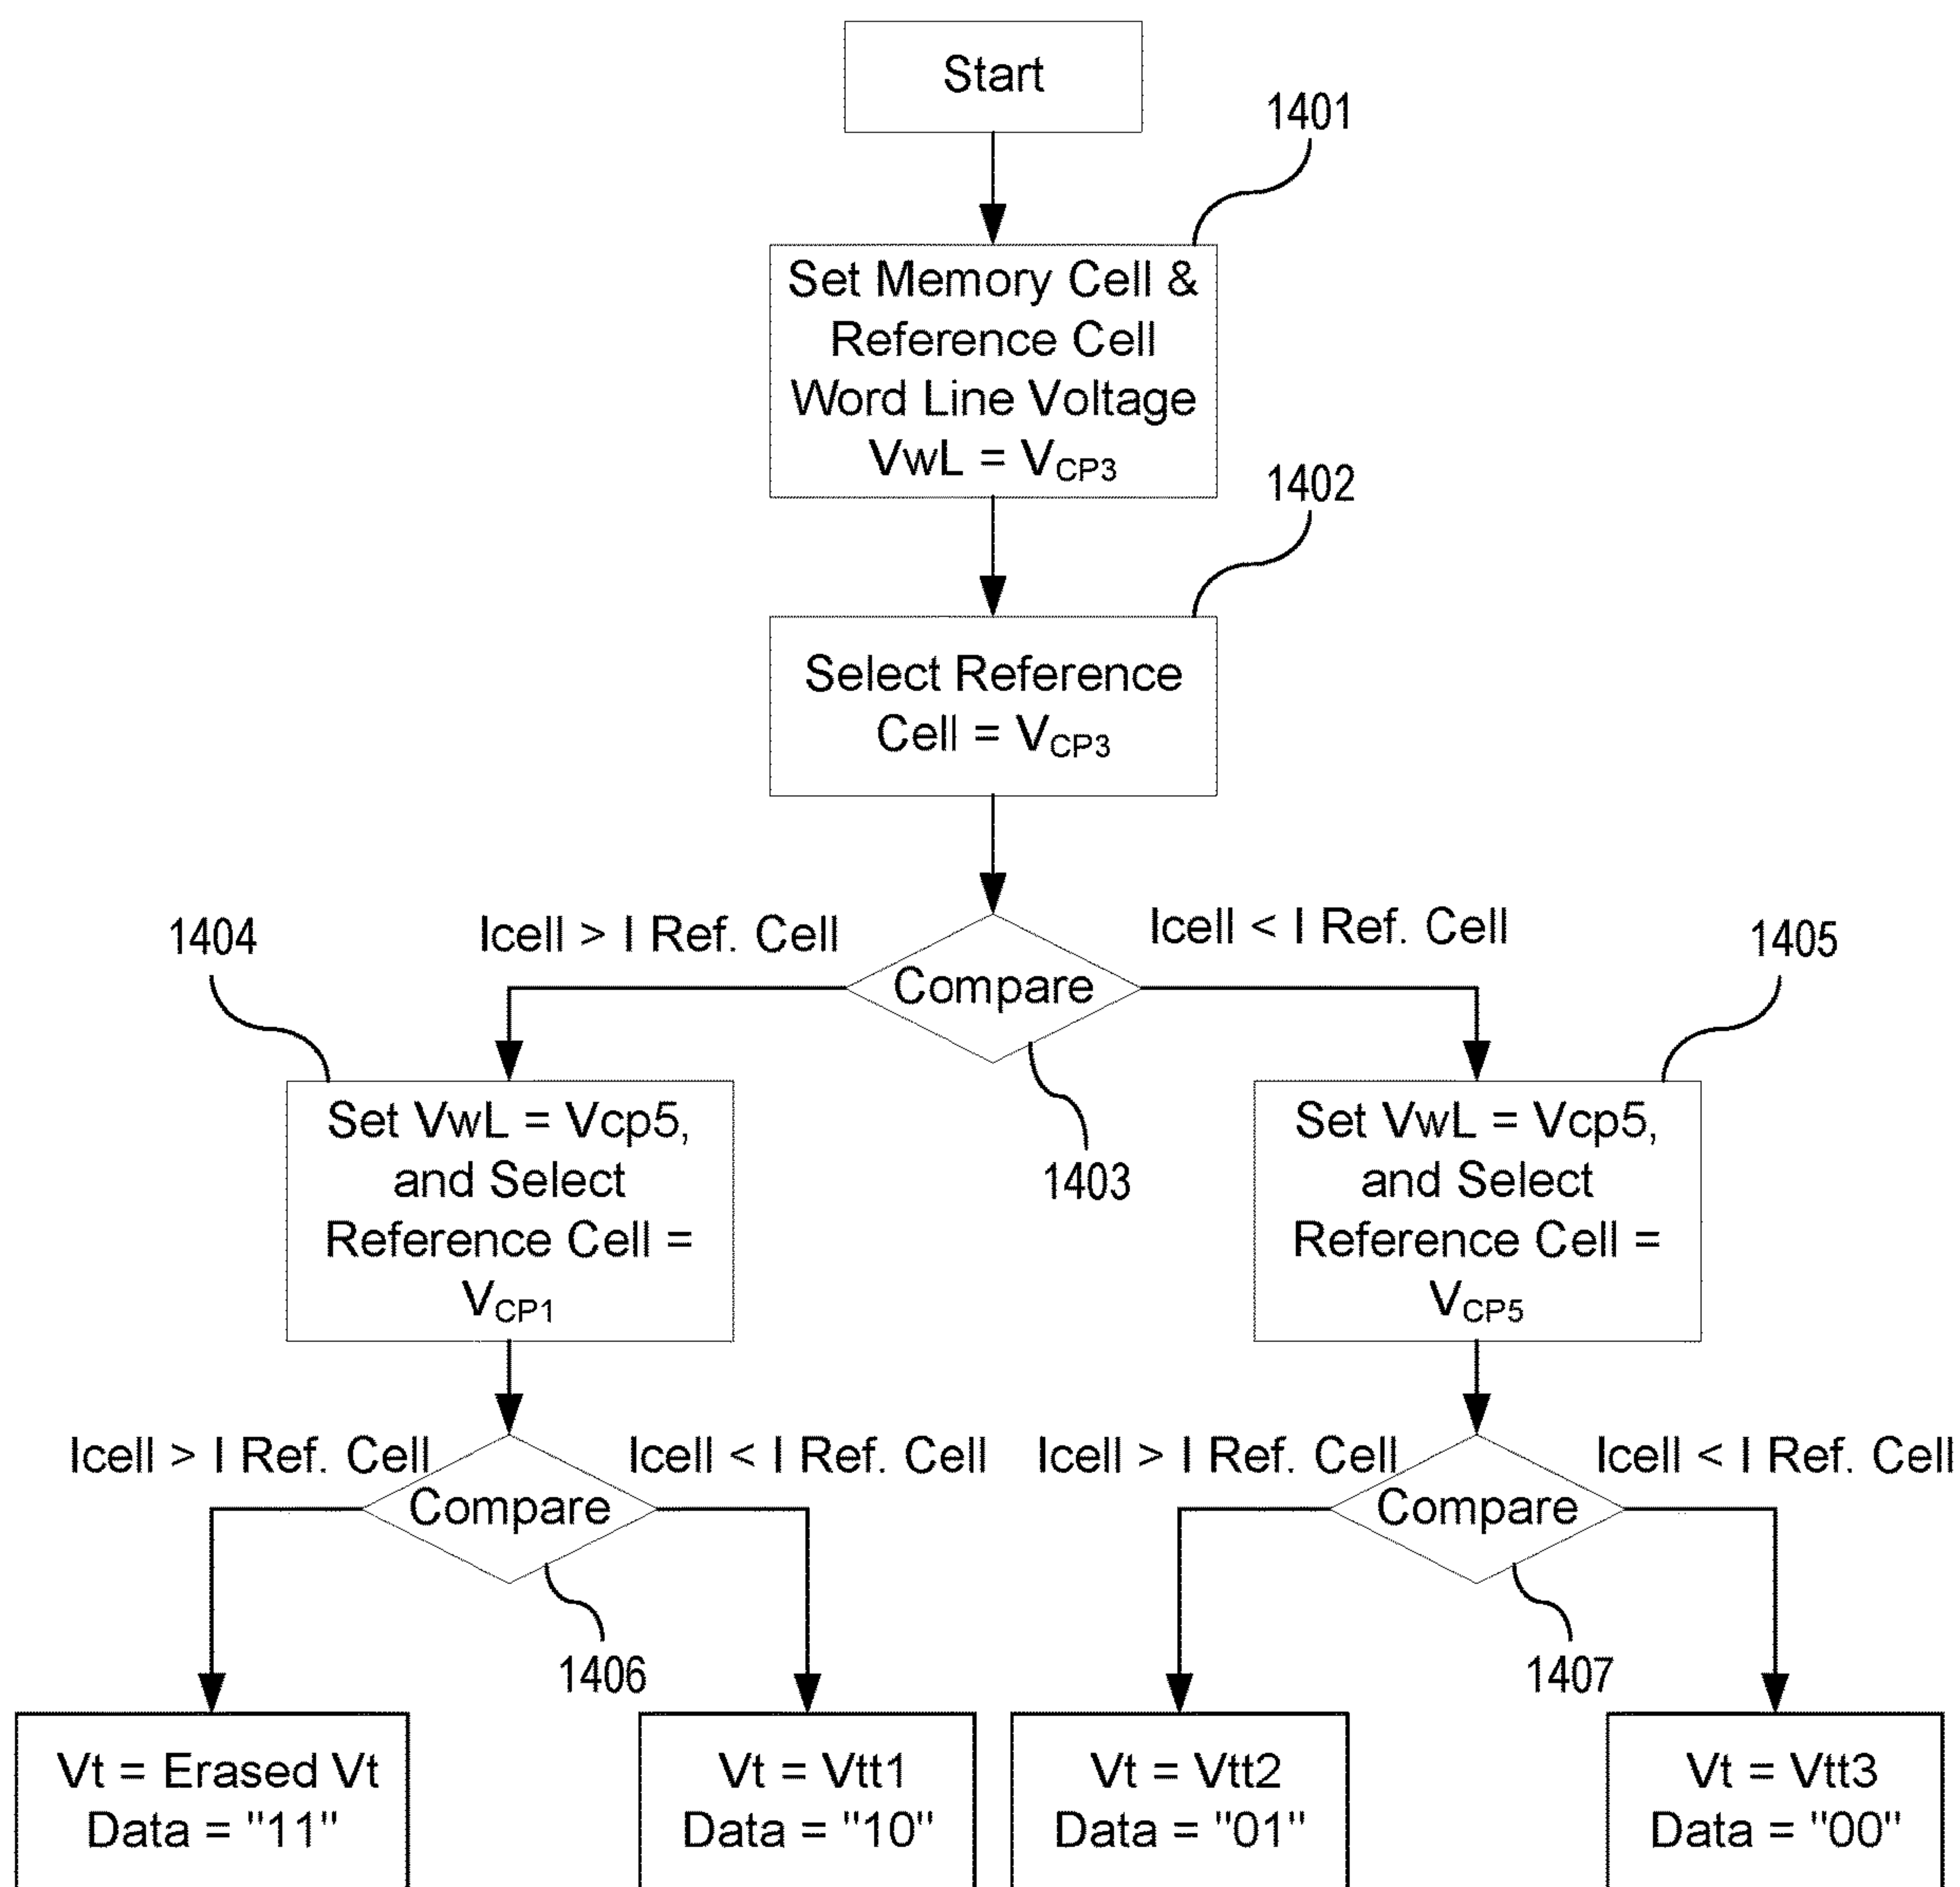 Start
1401
Set Memory Cell &
Reference Cell
Word Line Voltage
VwL = VCP3
1402
Select Reference
Cell = VCP3
1404
Icell > I Ref. Cell
Icell < I Ref. Cell
1405
Compare
1403
Set VwL = Vcp5,
and Select
Reference Cell =
VCP1
Set VwL = Vcp5,
and Select
Reference Cell =
VCP5
Icell > I Ref. Cell
Icell < I Ref. Cell
Icell > I Ref. Cell
Icell < I Ref. Cell
Compare
Compare
1406
1407
Vt = Erased Vt
Data = "11"
Vt = Vtt1
Data = "10"
Vt = Vtt2
Data = "01"
Vt = Vtt3
Data = "00"